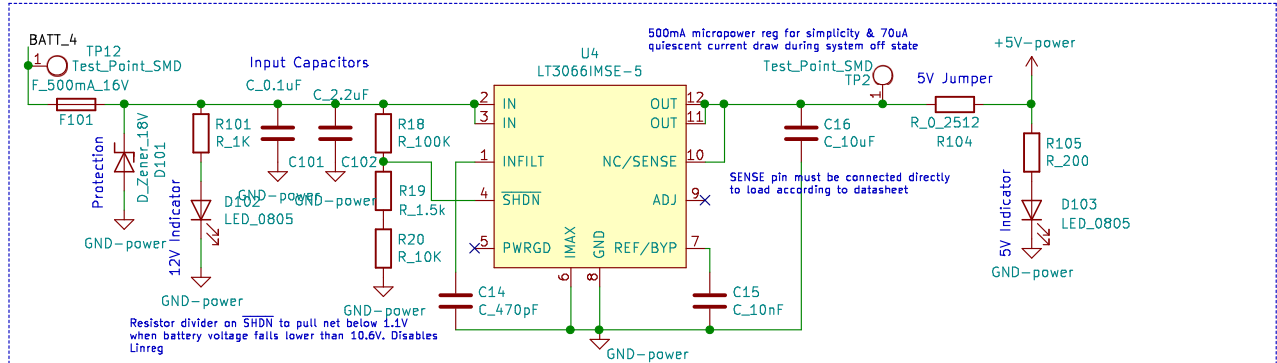 500mA micropower reg for simplicity & 70uA
quiescent current draw during system off state
BATT_4
TP12
1
Test_Point_SMD
F_500mA_16V
F101
Input Capacitors
C_0.1uF
C_2.2uF
U4
LT3066IMSE-5
Test_Point_SMD
TP2
1
5V Jumper
+5V-power
2 IN
3 IN
1 INFILT
4 SHDN
5 PWRGD
IMAX
6
GND
8
OUT 12
OUT 11
NC/SENSE 10
ADJ 9
REF/BYP 7
R101
R_1K
C101
C102
R18
R_100K
R19
R_1.5k
R20
R_10K
C16
C_10uF
R_0_2512
R104
R105
R_200
Protection
D_Zener_18V
D101
GND-power
12V Indicator
D102
LED_0805
GND-power
GND-power
GND-power
GND-power
SENSE pin must be connected directly
to load according to datasheet
5V Indicator
D103
LED_0805
GND-power
C14
C_470pF
C15
C_10nF
GND-power
Resistor divider on SHDN to pull net below 1.1V
when battery voltage falls lower than 10.6V. Disables
Linreg